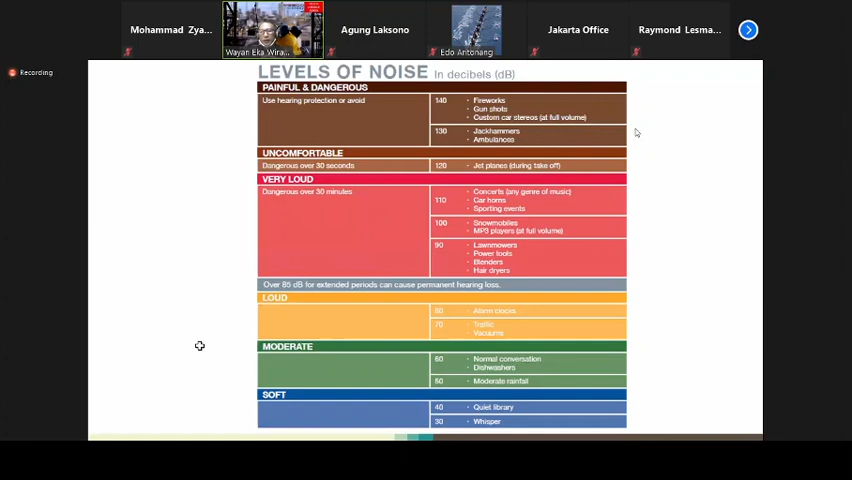 Mohammad Zya...
Wayan Eka Wira...
Agung Laksono
Edo Antonang
Jakarta Office
Raymond Lesma...
Recording
LEVELS OF NOISE In decibels (dB)
PAINFUL & DANGEROUS
Use hearing protection or avoid
140
· Fireworks
· Gun shots
· Custom car stereos (at full volume)
130
· Jackhammers
· Ambulances
UNCOMFORTABLE
Dangerous over 30 seconds
120
· Jet planes (during take off)
VERY LOUD
Dangerous over 30 minutes
110
· Concerts (any genre of music)
· Car horns
· Sporting events
100
· Snowmobiles
· MP3 players (at full volume)
90
· Lawnmowers
· Power tools
· Blenders
· Hair dryers
Over 85 dB for extended periods can cause permanent hearing loss.
LOUD
80
· Alarm clocks
70
· Traffic
· Vacuums
MODERATE
60
· Normal conversation
· Dishwashers
50
· Moderate rainfall
SOFT
40
· Quiet library
30
· Whisper